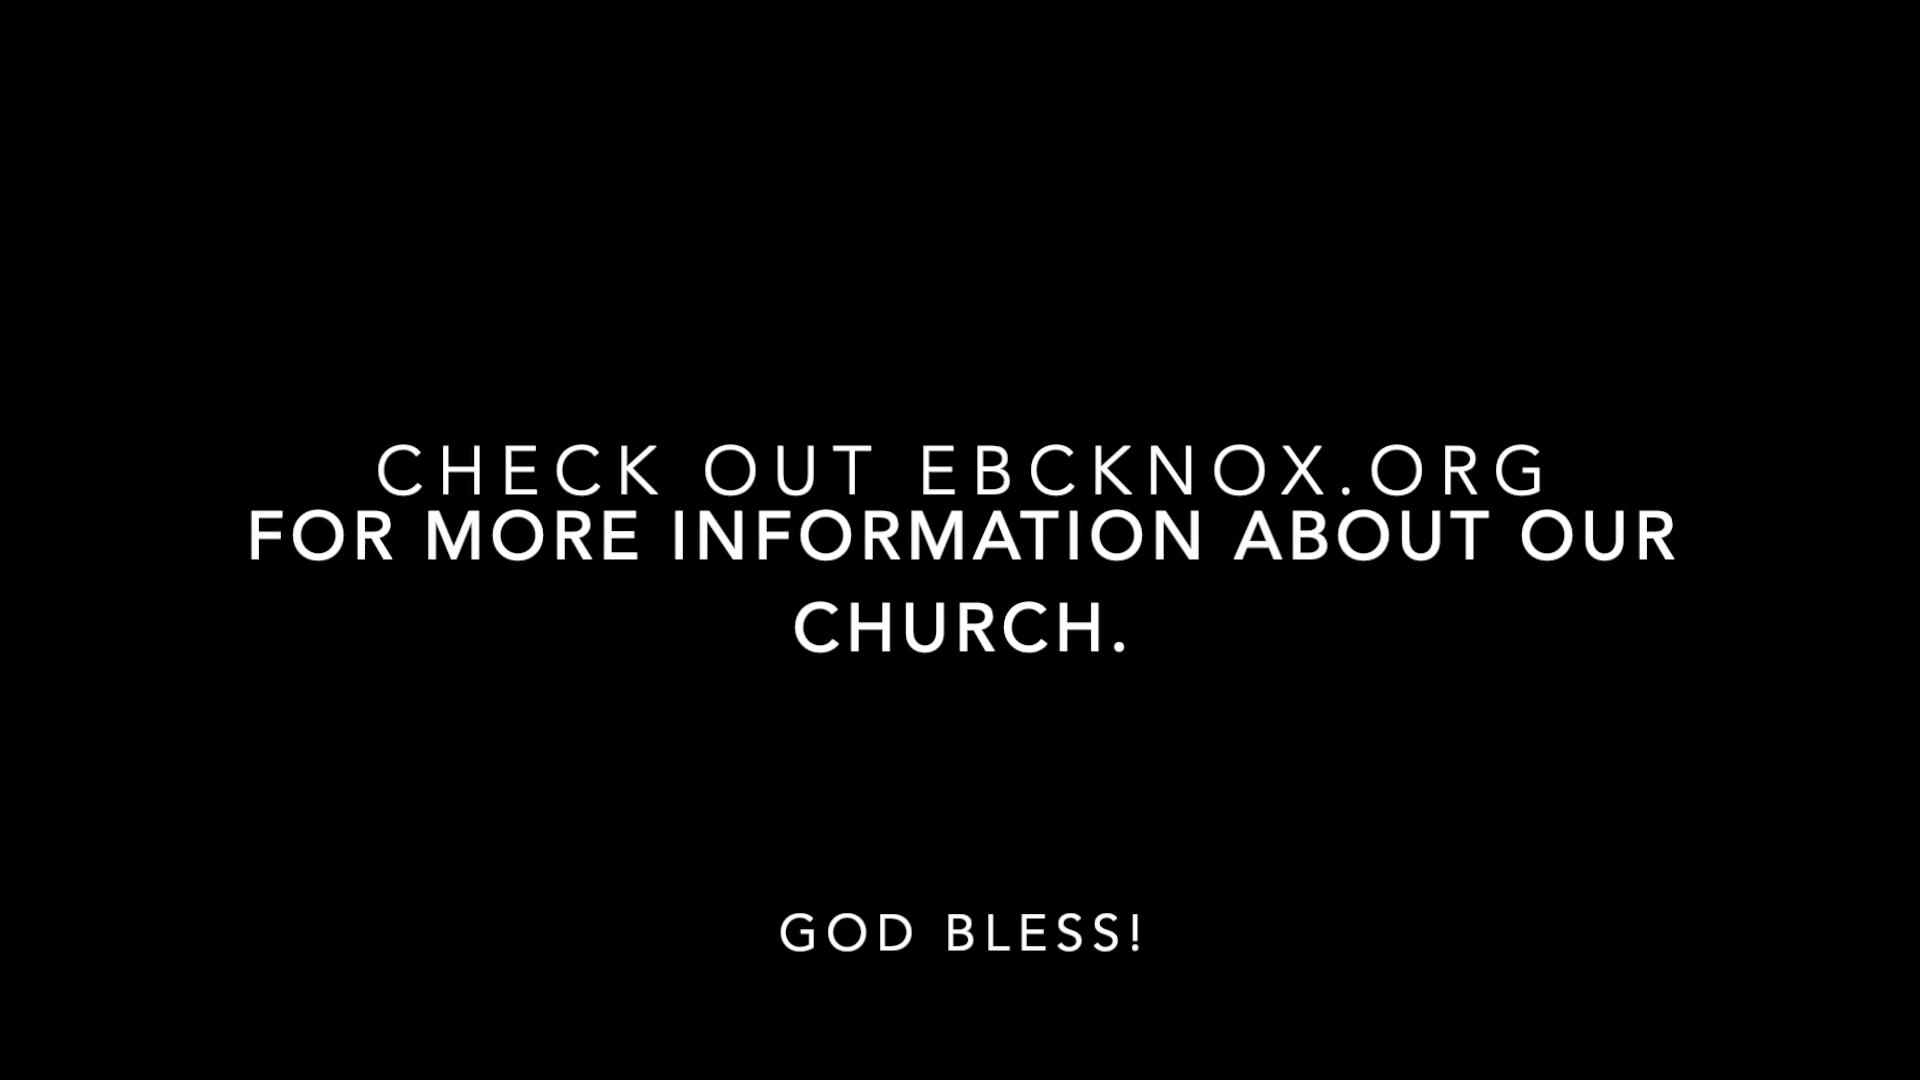 CHECK OUT EBCKNOX.ORG
FOR MORE INFORMATION ABOUT OUR
CHURCH.
GOD BLESS!